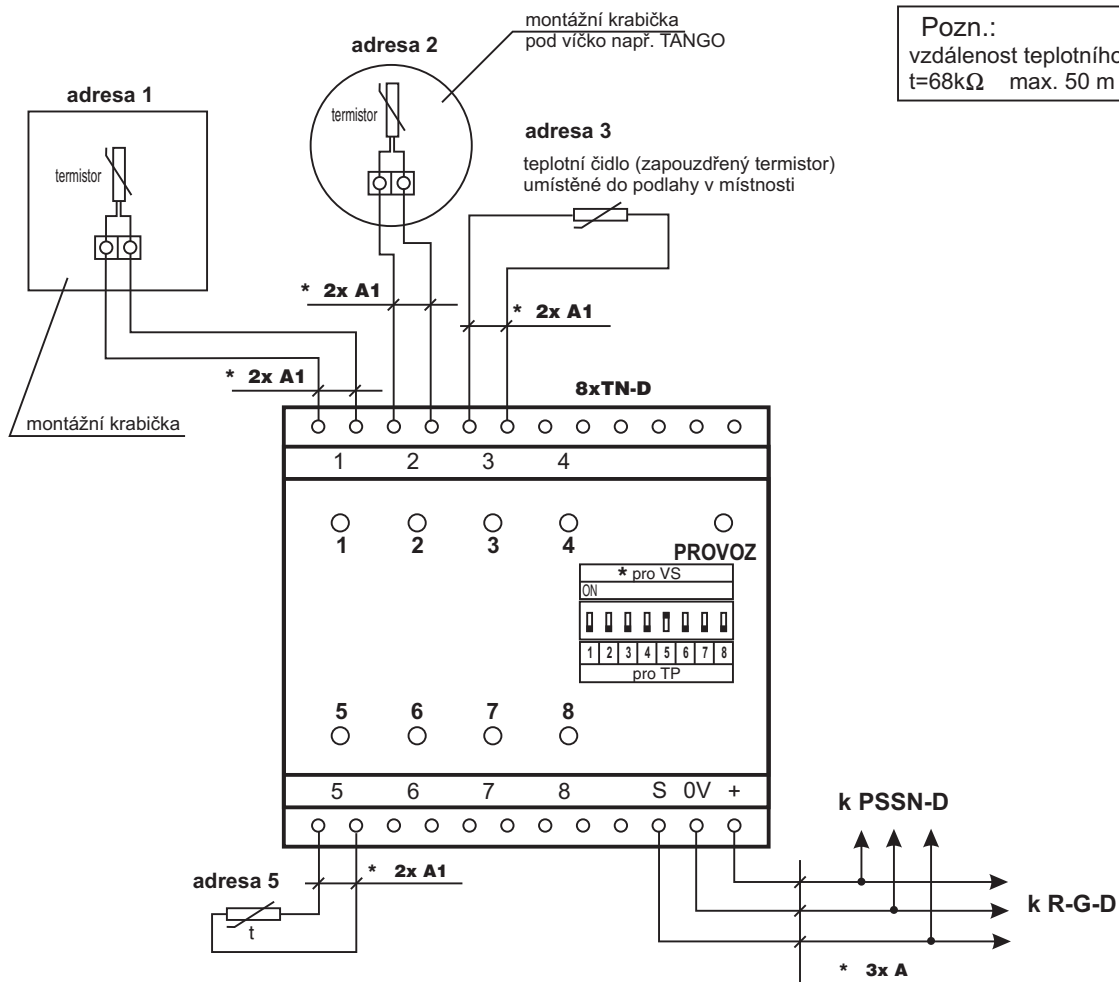 montážní krabička
pod víčko např. TANGO
Pozn.:
vzdálenost teplotního
t=68kΩ max. 50 m
adresa 2
adresa 1
termistor
adresa 3
teplotní čidlo (zapouzdřený termistor)
umístěné do podlahy v místnosti
termistor
* 2x A1
* 2x A1
* 2x A1
8xTN-D
montážní krabička
1 2 3 4
1 2 3 4
PROVOZ
* pro VS
ON
1 2 3 4 5 6 7 8
pro TP
5 6 7 8
5 6 7 8 S 0V +
k PSSN-D
adresa 5
* 2x A1
t
k R-G-D
* 3x A